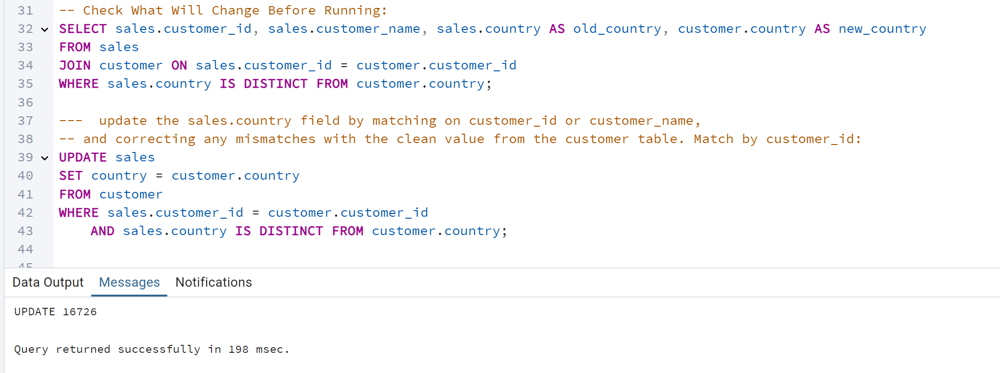 31 -- Check What Will Change Before Running:
32 SELECT sales.customer_id, sales.customer_name, sales.country AS old_country, customer.country AS new_country
33 FROM sales
34 JOIN customer ON sales.customer_id = customer.customer_id
35 WHERE sales.country IS DISTINCT FROM customer.country;
36
37 ---  update the sales.country field by matching on customer_id or customer_name,
38 -- and correcting any mismatches with the clean value from the customer table. Match by customer_id:
39 UPDATE sales
40 SET country = customer.country
41 FROM customer
42 WHERE sales.customer_id = customer.customer_id
43     AND sales.country IS DISTINCT FROM customer.country;
44
45
Data Output Messages Notifications
UPDATE 16726
Query returned successfully in 198 msec.